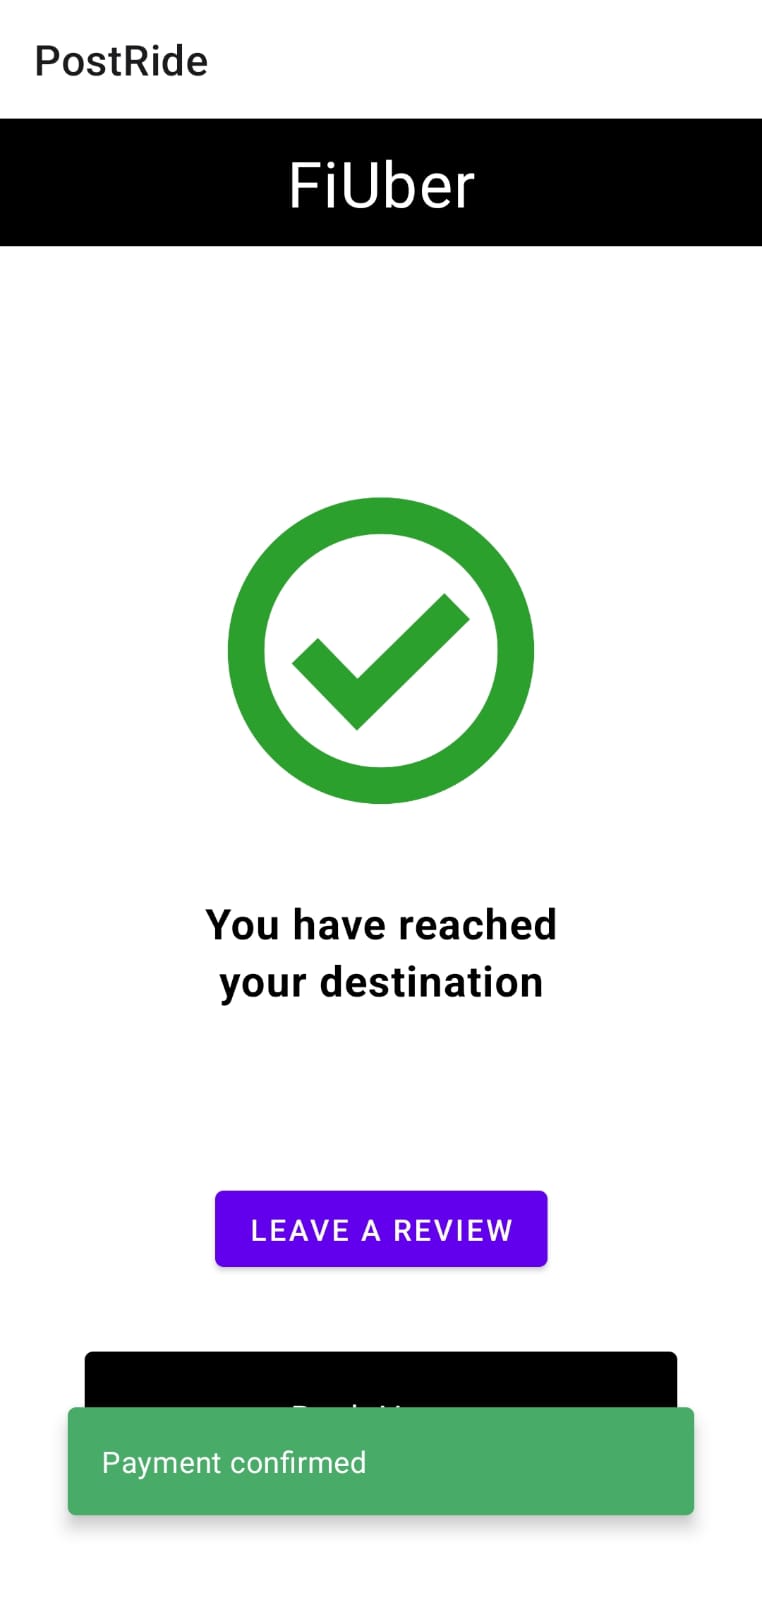 PostRide
FiUber
You have reached
your destination
LEAVE A REVIEW
Payment confirmed